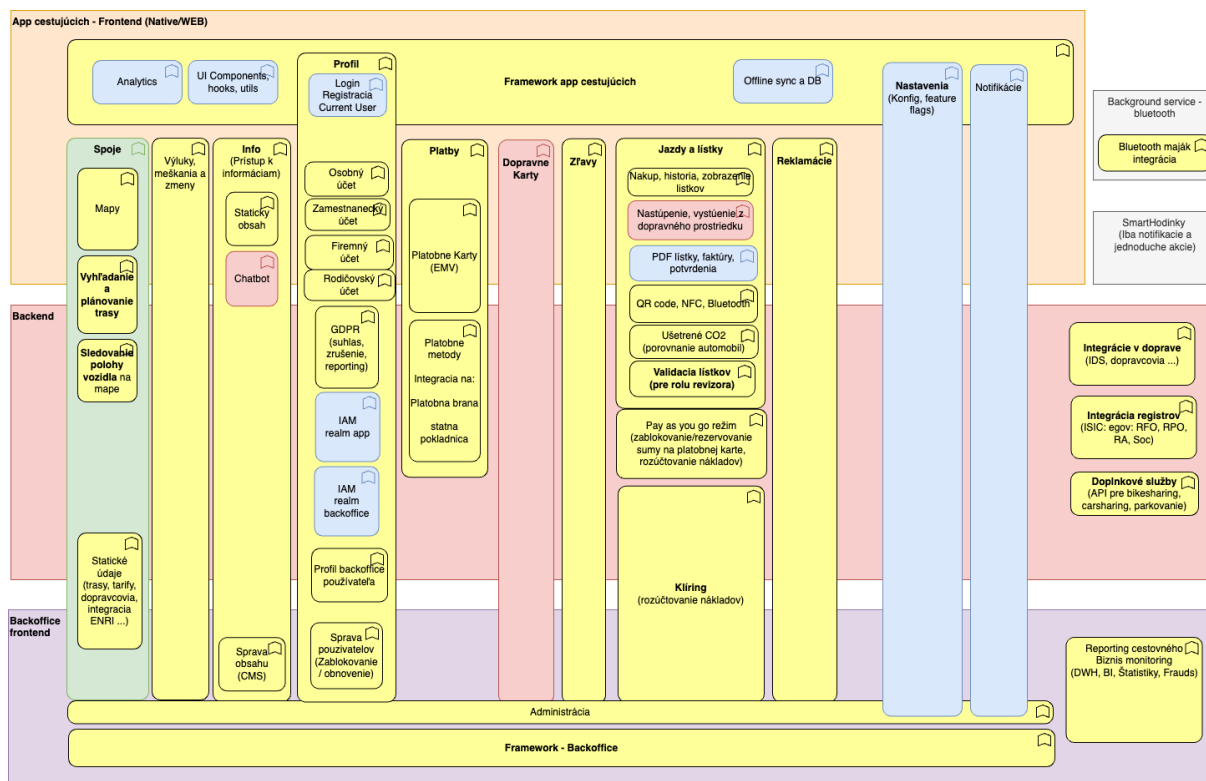 App cestujúcich - Frontend (Native/WEB)
Analytics
UI Components,
hooks, utils
Profil
Login
Registracia
Current User
Framework app cestujúcich
Offline sync a DB
Nastavenia
(Konfig, feature
flags)
Notifikácie
Background service -
bluetooth
Bluetooth maják
integrácia
SmartHodinky
(Iba notifikacie a
jednoduche akcie)
Spoje
Mapy
Vyhľadanie
a
plánovanie
trasy
Sledovanie
polohy
vozidla na
mape
Statické
údaje
(trasy, tarify,
dopravcovia,
integracia
ENRI ...)
Výluky,
meškania a
zmeny
Info
(Prístup k
informáciam)
Statický
obsah
Chatbot
Sprava
obsahu
(CMS)
Osobný
účet
Zamestnanecký
účet
Firemný
účet
Rodičovský
účet
GDPR
(suhlas,
zrušenie,
reporting)
IAM
realm app
IAM
realm
backoffice
Profil backoffice
používateľa
Sprava
pouzivatelov
(Zablokovanie
/ obnovenie)
Platby
Platobne Karty
(EMV)
Platobne
metody
Integracia na:
Platobna brana
statna
pokladnica
Dopravne
Karty
Zľavy
Jazdy a lístky
Nakup, historia, zobrazenie
listkov
Nastúpenie, vystúenie z
dopravného prostriedku
PDF lístky, faktúry,
potvrdenia
QR code, NFC, Bluetooth
Ušetrené CO2
(porovnanie automobil)
Validacia lístkov
(pre rolu revizora)
Pay as you go režim
(zablokovanie/rezervovanie
sumy na platobnej karte,
rozúčtovanie nákladov)
Klíring
(rozúčtovanie nákladov)
Reklamácie
Backend
Integrácie v doprave
(IDS, dopravcovia ...)
Integrácia registrov
(ISIC: egov: RFO, RPO,
RA, Soc)
Doplnkové služby
(API pre bikesharing,
carsharing, parkovanie)
Backoffice
frontend
Reporting cestovného
Biznis monitoring
(DWH, BI, Štatistiky, Frauds)
Administrácia
Framework - Backoffice